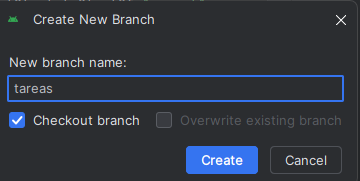 Create New Branch
New branch name:
tareas
Checkout branch
Overwrite existing branch
Create
Cancel